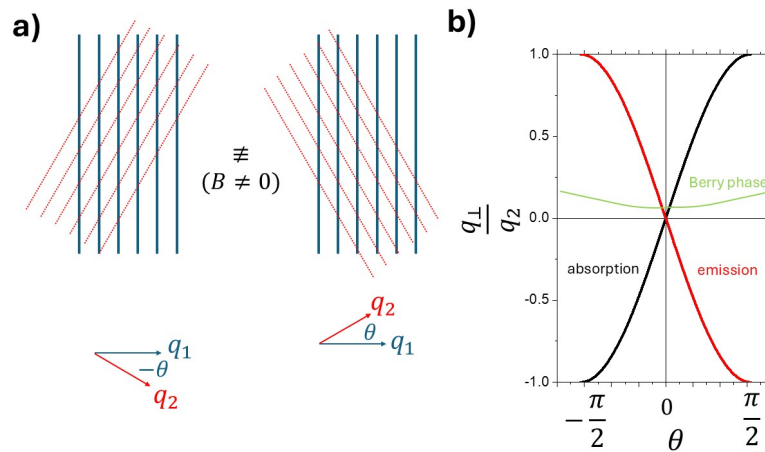 a)
≢
(B ≠ 0)
q₁
−θ
q₂
q₂
θ
q₁
b)
q⊥/q₂
1.0
0.5
0.0
-0.5
-1.0
Berry phase
absorption
emission
−π/2
0
π/2
θ